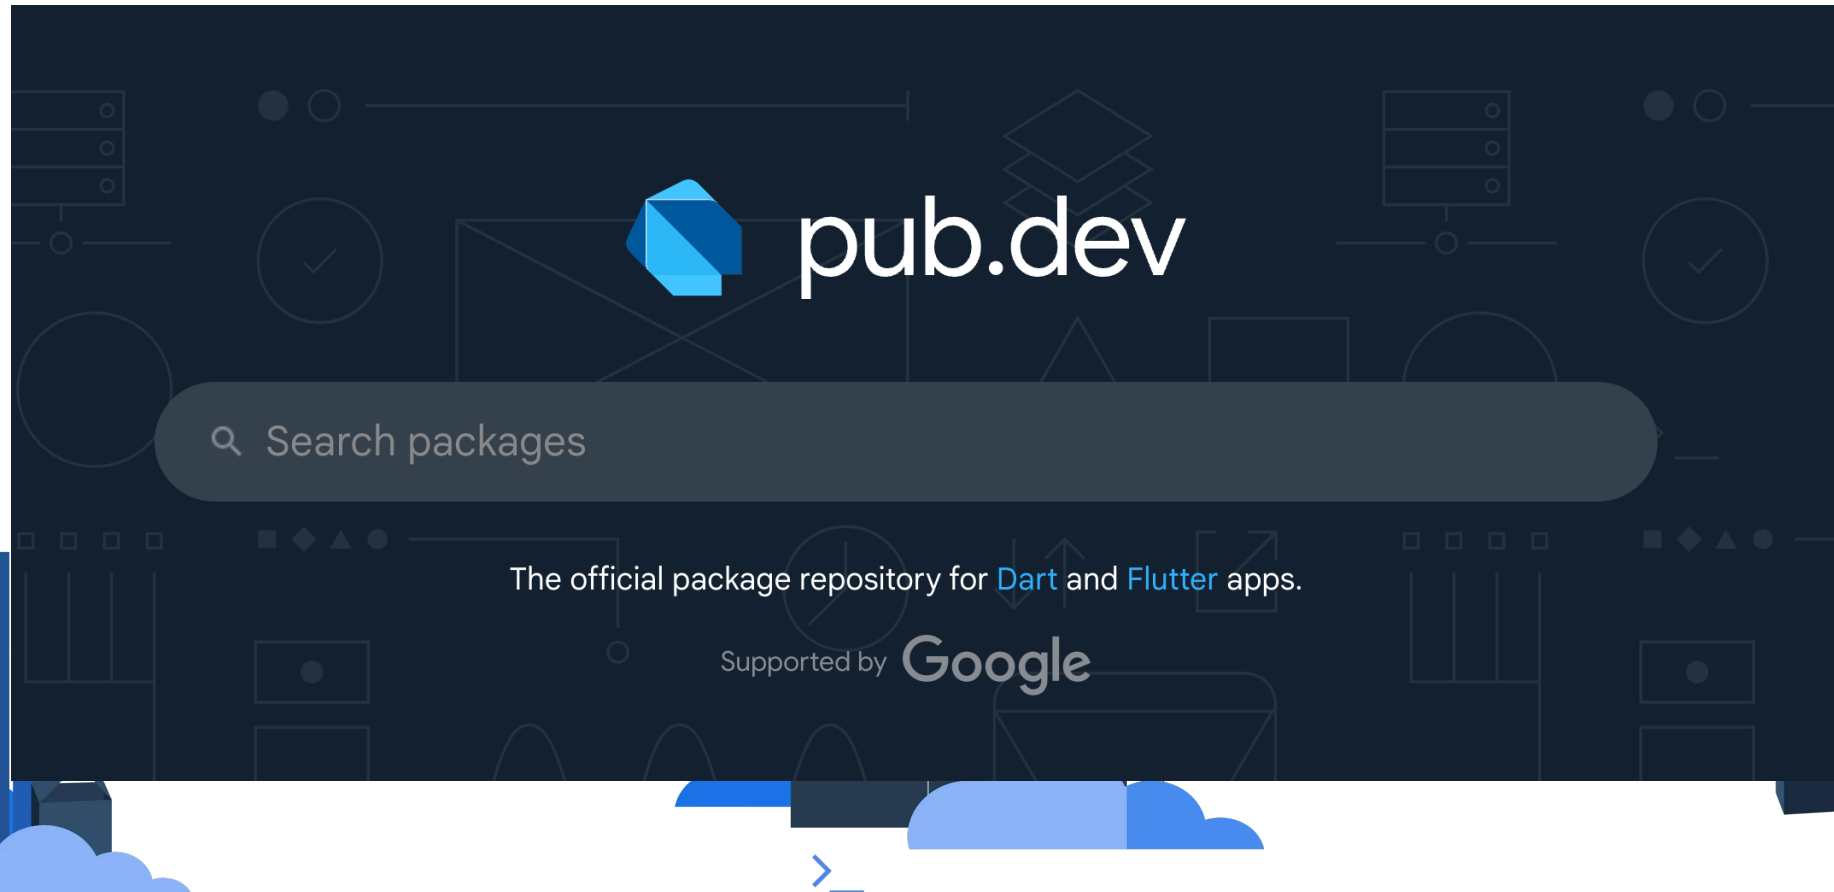 pub.dev
Search packages
The official package repository for Dart and Flutter apps.
Supported by Google